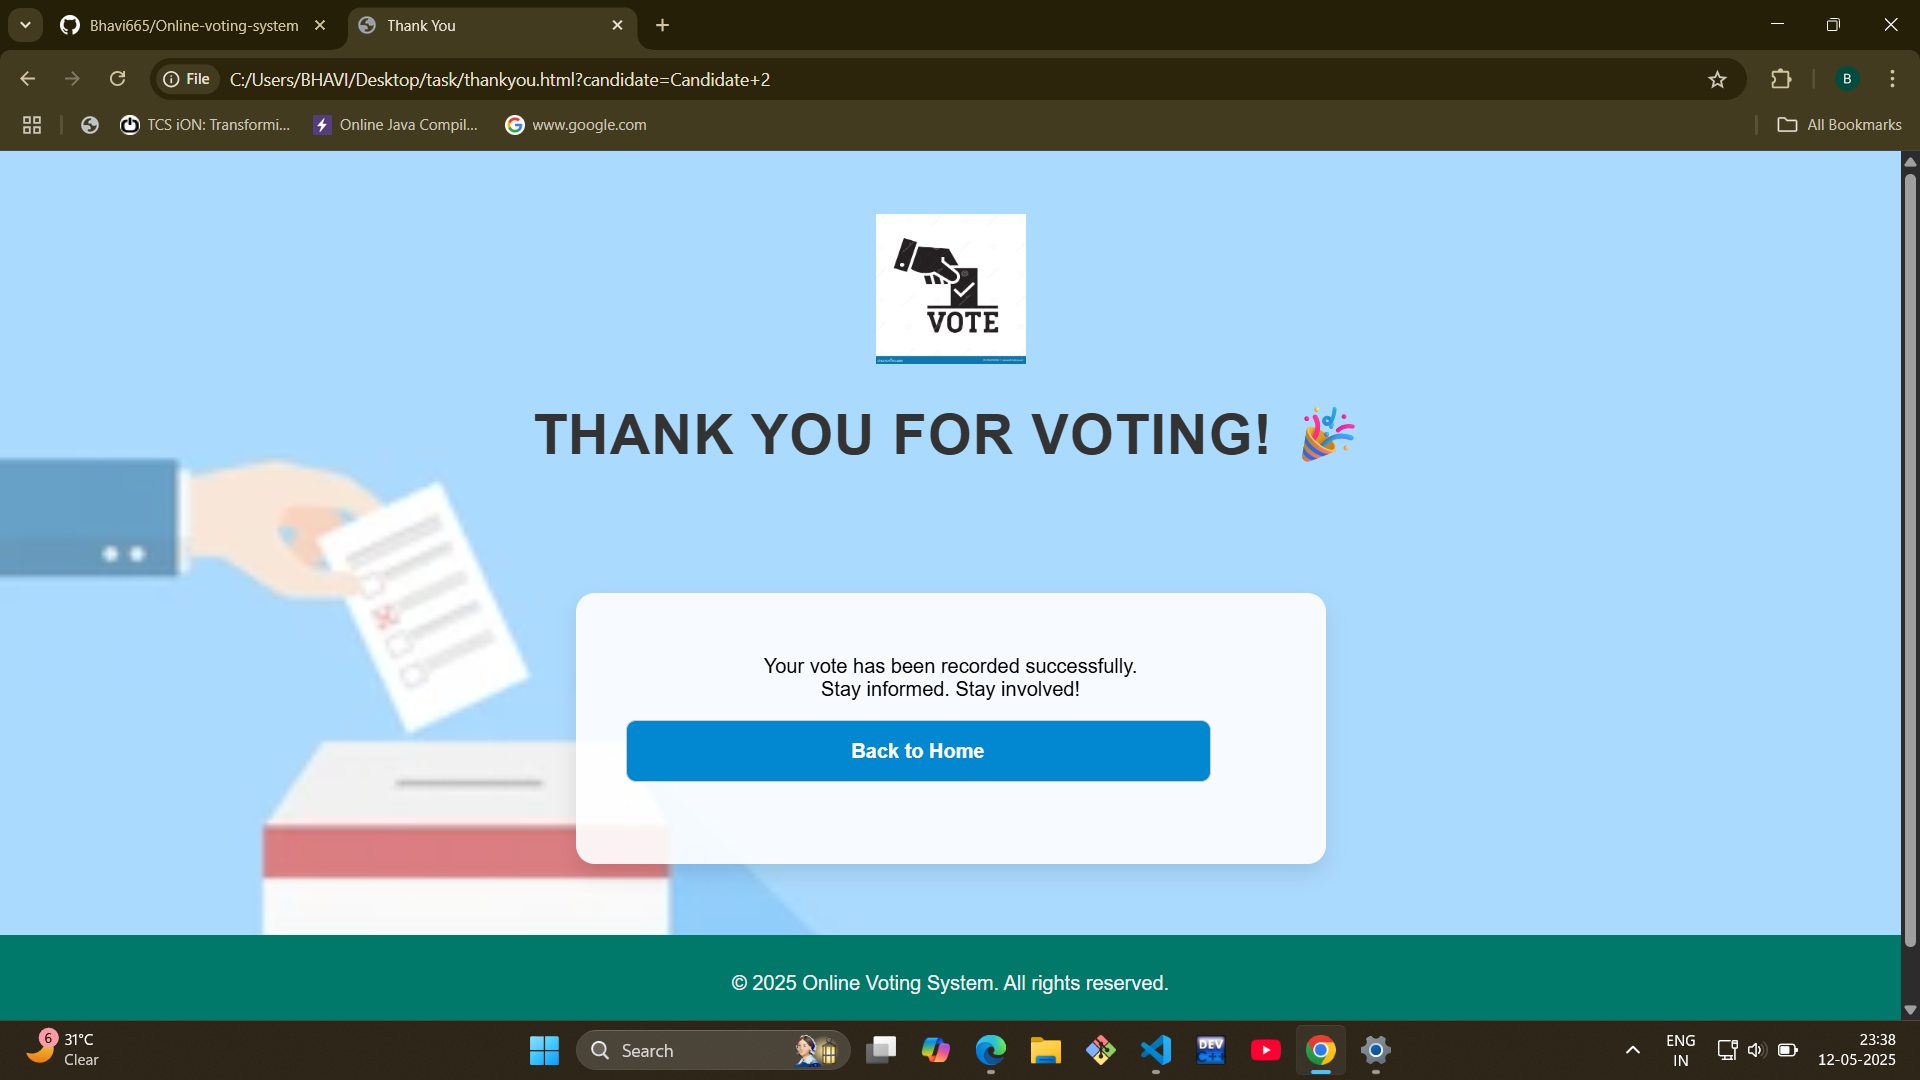 Bhavi665/Online-voting-system
Thank You
File
C:/Users/BHAVI/Desktop/task/thankyou.html?candidate=Candidate+2
B
TCS iON: Transformi...
Online Java Compil...
www.google.com
All Bookmarks
VOTE
THANK YOU FOR VOTING! 🎉
Your vote has been recorded successfully.
Stay informed. Stay involved!
Back to Home
© 2025 Online Voting System. All rights reserved.
6
31°C
Clear
Search
DEV
ENG
IN
23:38
12-05-2025